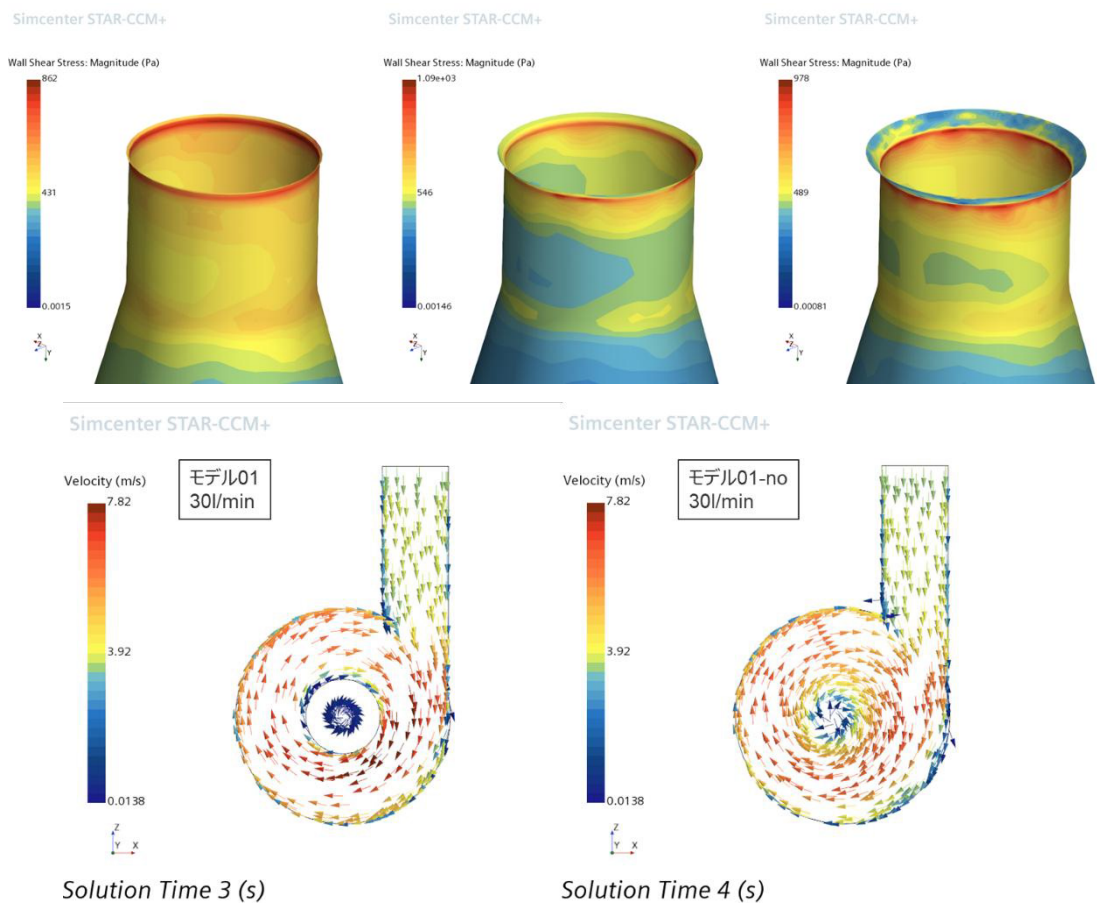 Simcenter STAR-CCM+
Wall Shear Stress: Magnitude (Pa)
862
431
0.0015
X
Z
Y
Simcenter STAR-CCM+
Wall Shear Stress: Magnitude (Pa)
1.09e+03
546
0.00146
X
Z
Y
Simcenter STAR-CCM+
Wall Shear Stress: Magnitude (Pa)
978
489
0.00081
X
Z
Y
Simcenter STAR-CCM+
モデル01
30l/min
Velocity (m/s)
7.82
3.92
0.0138
Z
Y
X
Solution Time 3 (s)
Simcenter STAR-CCM+
モデル01-no
30l/min
Velocity (m/s)
7.82
3.92
0.0138
Z
Y
X
Solution Time 4 (s)